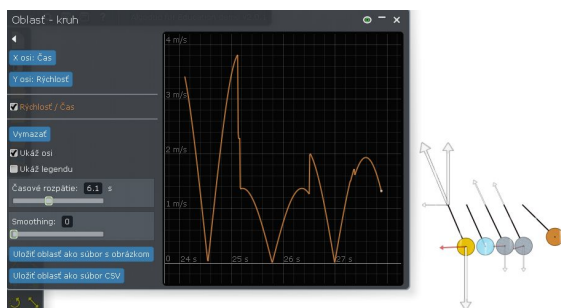 Oblasť - kruh
X osi: Čas
Y osi: Rýchlosť
Rýchlosť / Čas
Vymazať
Ukáž osi
Ukáž legendu
Časové rozpätie: 6.1 s
Smoothing: 0
Uložiť oblasť ako súbor s obrázkom
Uložiť oblasť ako súbor CSV
4 m/s
3 m/s
2 m/s
1 m/s
0 24 s 25 s 26 s 27 s